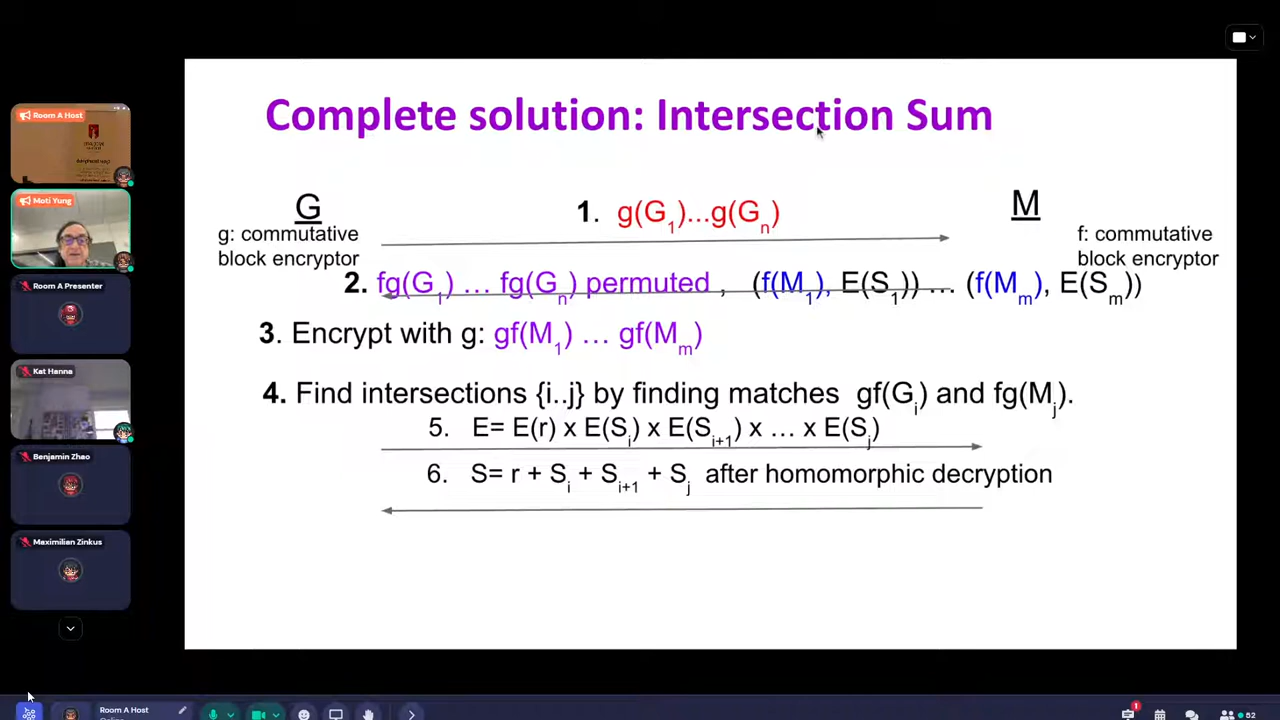 Complete solution: Intersection Sum
G
1. g(G1)...g(Gn)
M
g: commutative
block encryptor
f: commutative
block encryptor
2. fg(G1) … fg(Gn) permuted , (f(M1), E(S1)) … (f(Mm), E(Sm))
3. Encrypt with g: gf(M1) … gf(Mm)
4. Find intersections {i..j} by finding matches gf(Gi) and fg(Mj).
5. E= E(r) x E(Si) x E(Si+1) x … x E(Sj)
6. S= r + Si + Si+1 + Sj after homomorphic decryption
Room A Host
Moti Yung
Room A Presenter
Kat Hanna
Benjamin Zhao
Maximilian Zinkus
Room A Host
1
52